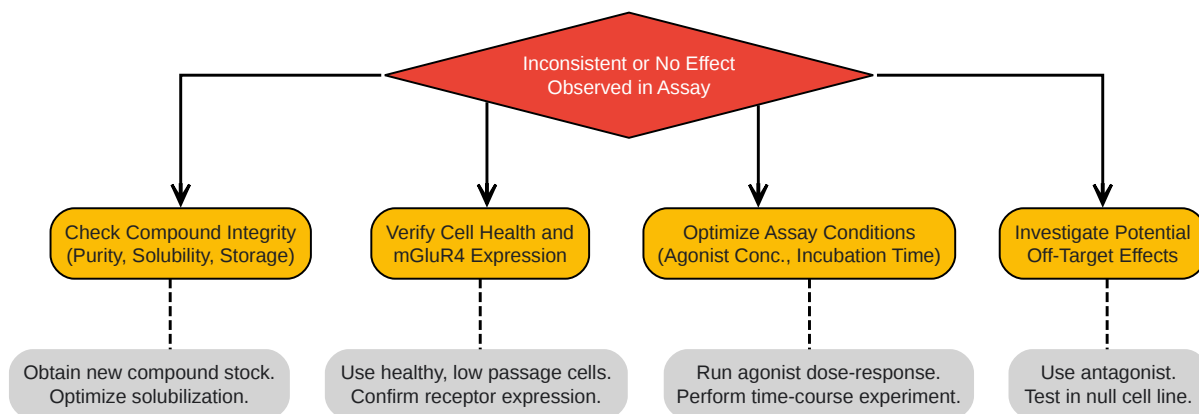 Inconsistent or No Effect
Observed in Assay
Check Compound Integrity
(Purity, Solubility, Storage)
Verify Cell Health and
mGluR4 Expression
Optimize Assay Conditions
(Agonist Conc., Incubation Time)
Investigate Potential
Off-Target Effects
Obtain new compound stock.
Optimize solubilization.
Use healthy, low passage cells.
Confirm receptor expression.
Run agonist dose-response.
Perform time-course experiment.
Use antagonist.
Test in null cell line.